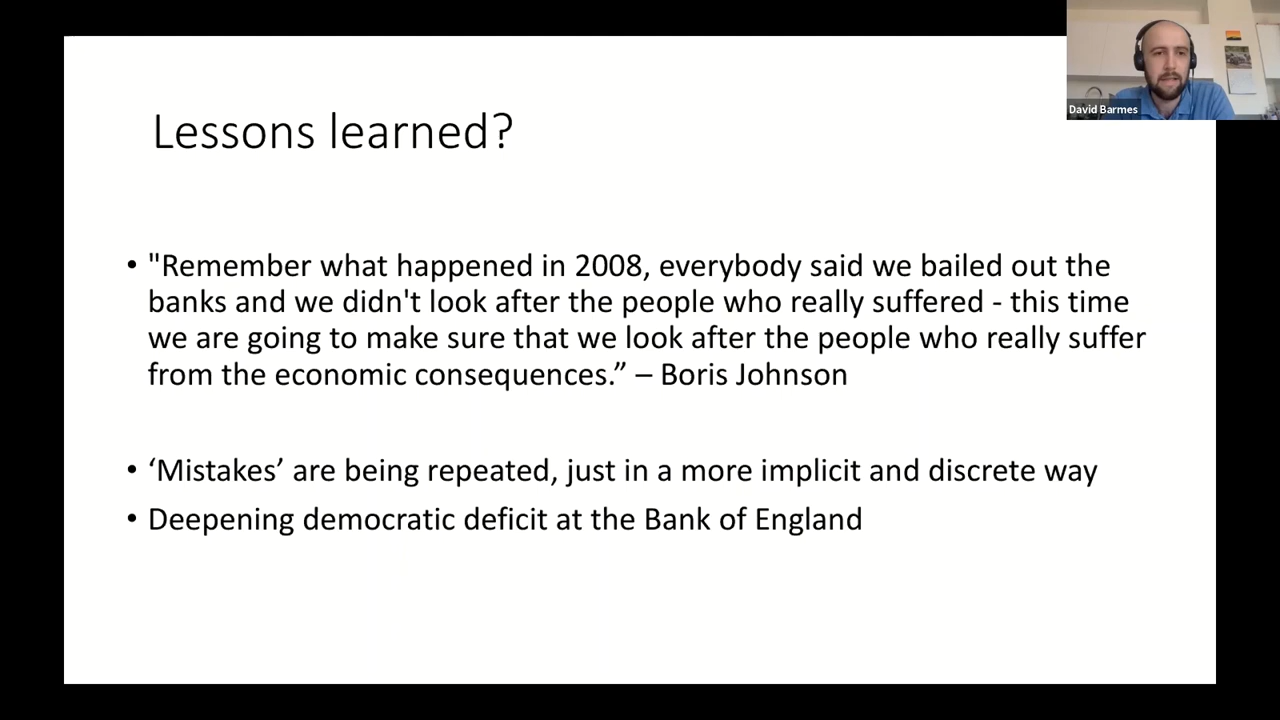 David Barmes
Lessons learned?
• "Remember what happened in 2008, everybody said we bailed out the
banks and we didn't look after the people who really suffered - this time
we are going to make sure that we look after the people who really suffer
from the economic consequences.” – Boris Johnson
• ‘Mistakes’ are being repeated, just in a more implicit and discrete way
• Deepening democratic deficit at the Bank of England